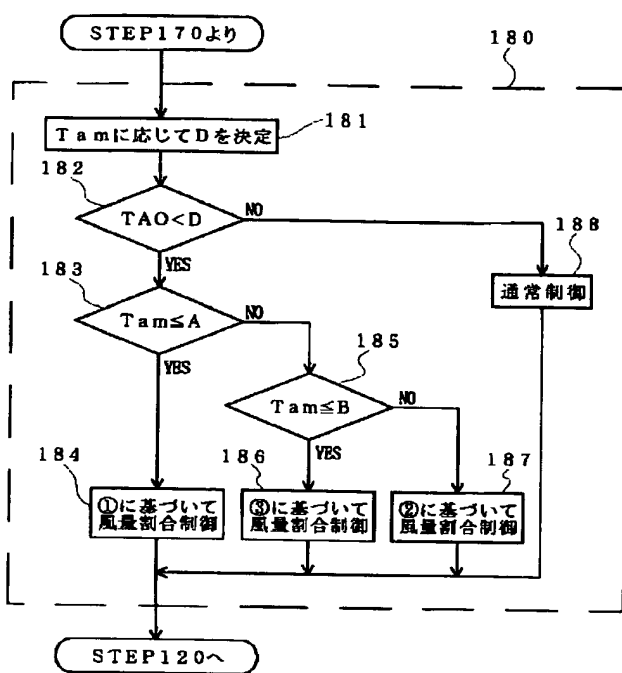 STEP170より
180
Tamに応じてDを決定
181
182
TAO<D
NO
YES
188
通常制御
183
Tam≦A
NO
YES
185
Tam≦B
NO
YES
184
①に基づいて
風量割合制御
186
③に基づいて
風量割合制御
187
②に基づいて
風量割合制御
STEP120へ